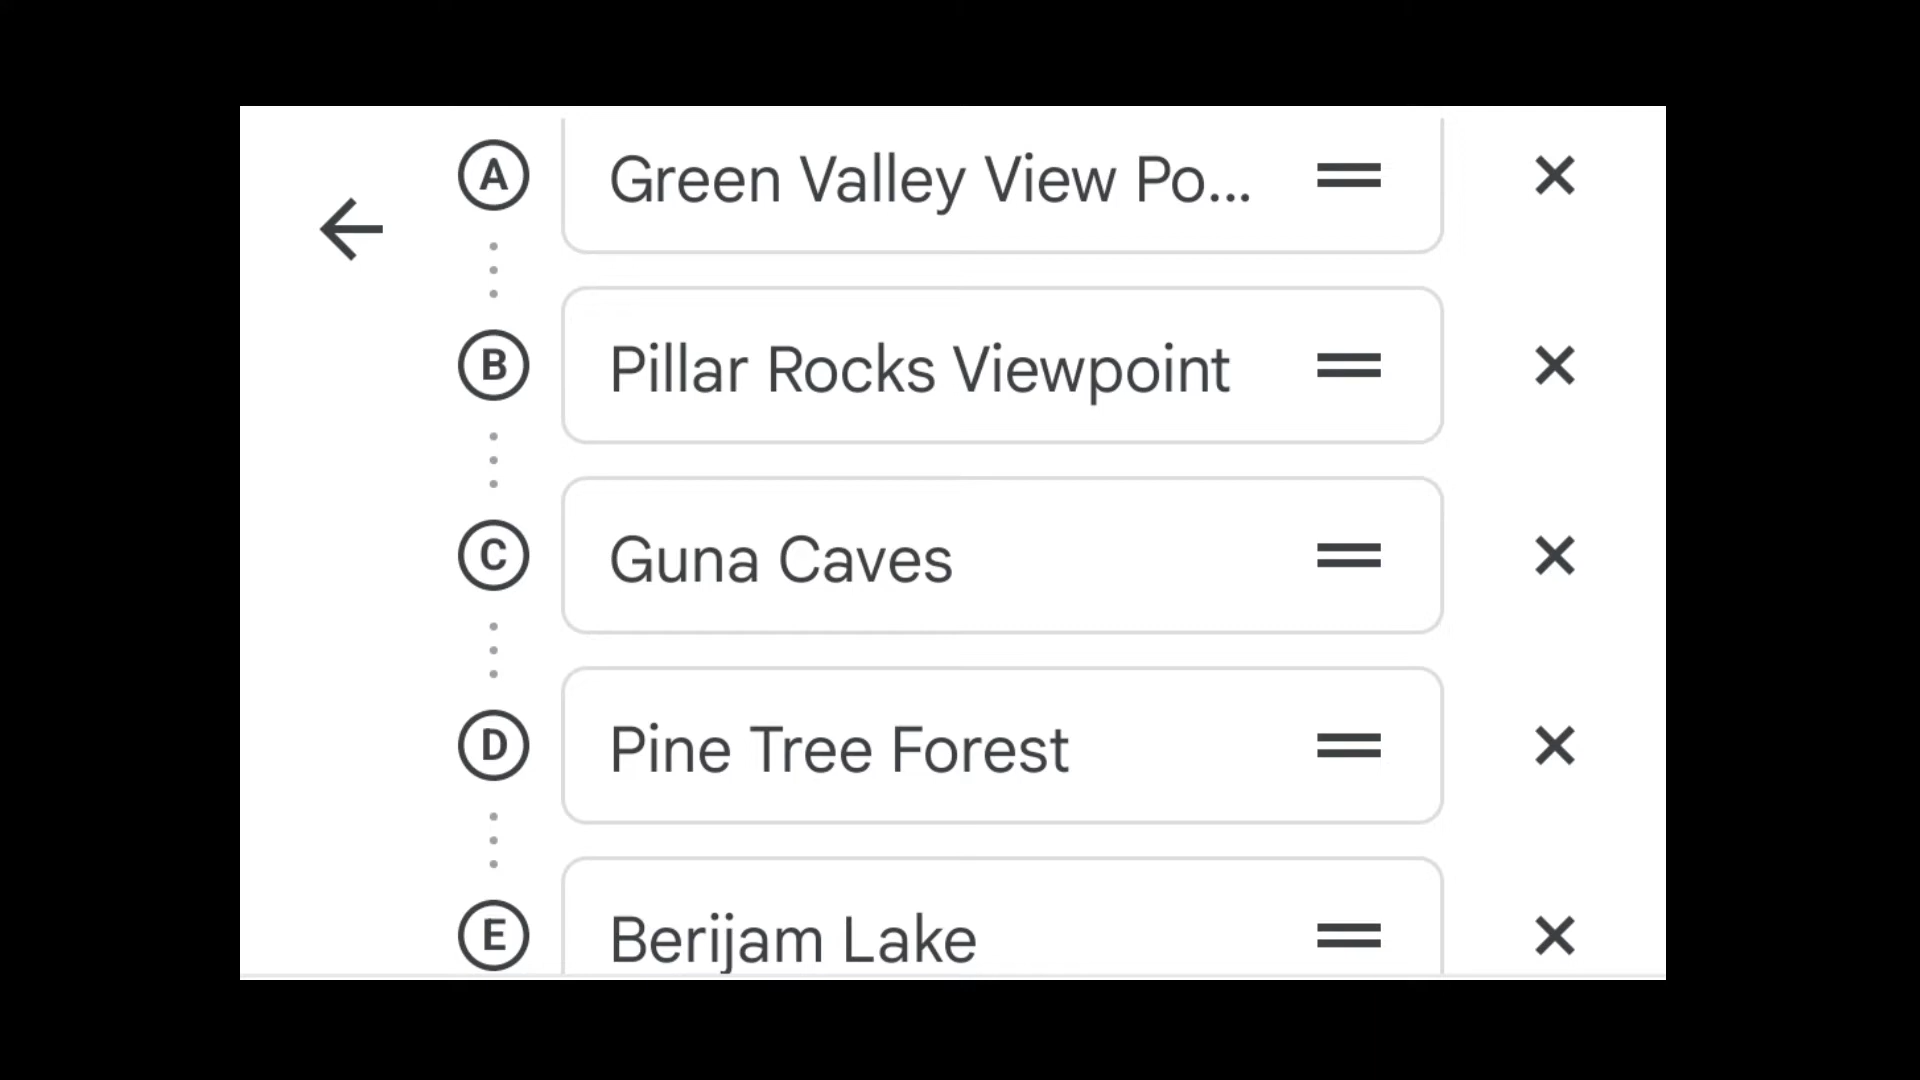 A Green Valley View Po...
B Pillar Rocks Viewpoint
C Guna Caves
D Pine Tree Forest
E Berijam Lake